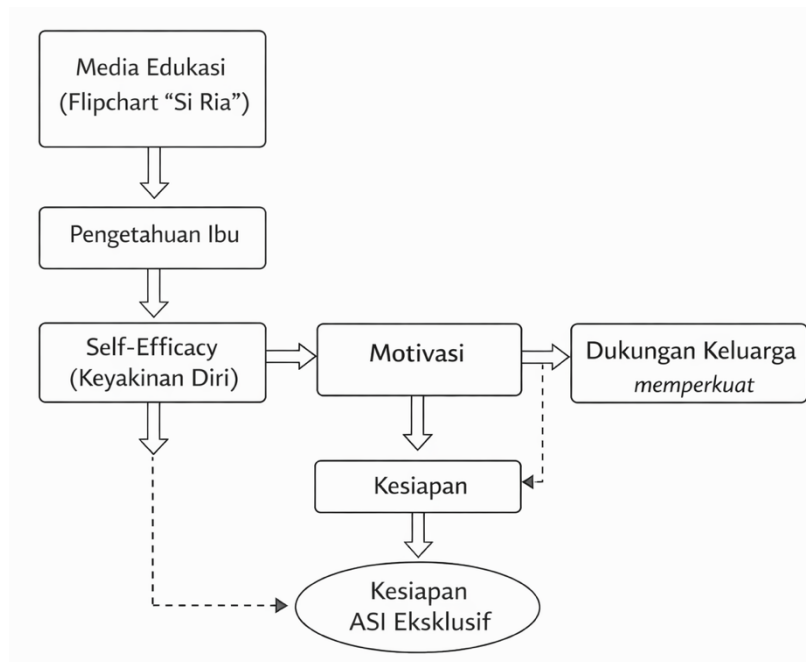 Media Edukasi
(Flipchart “Si Ria”)
Pengetahuan Ibu
Self-Efficacy
(Keyakinan Diri)
Motivasi
Dukungan Keluarga
memperkuat
Kesiapan
Kesiapan
ASI Eksklusif